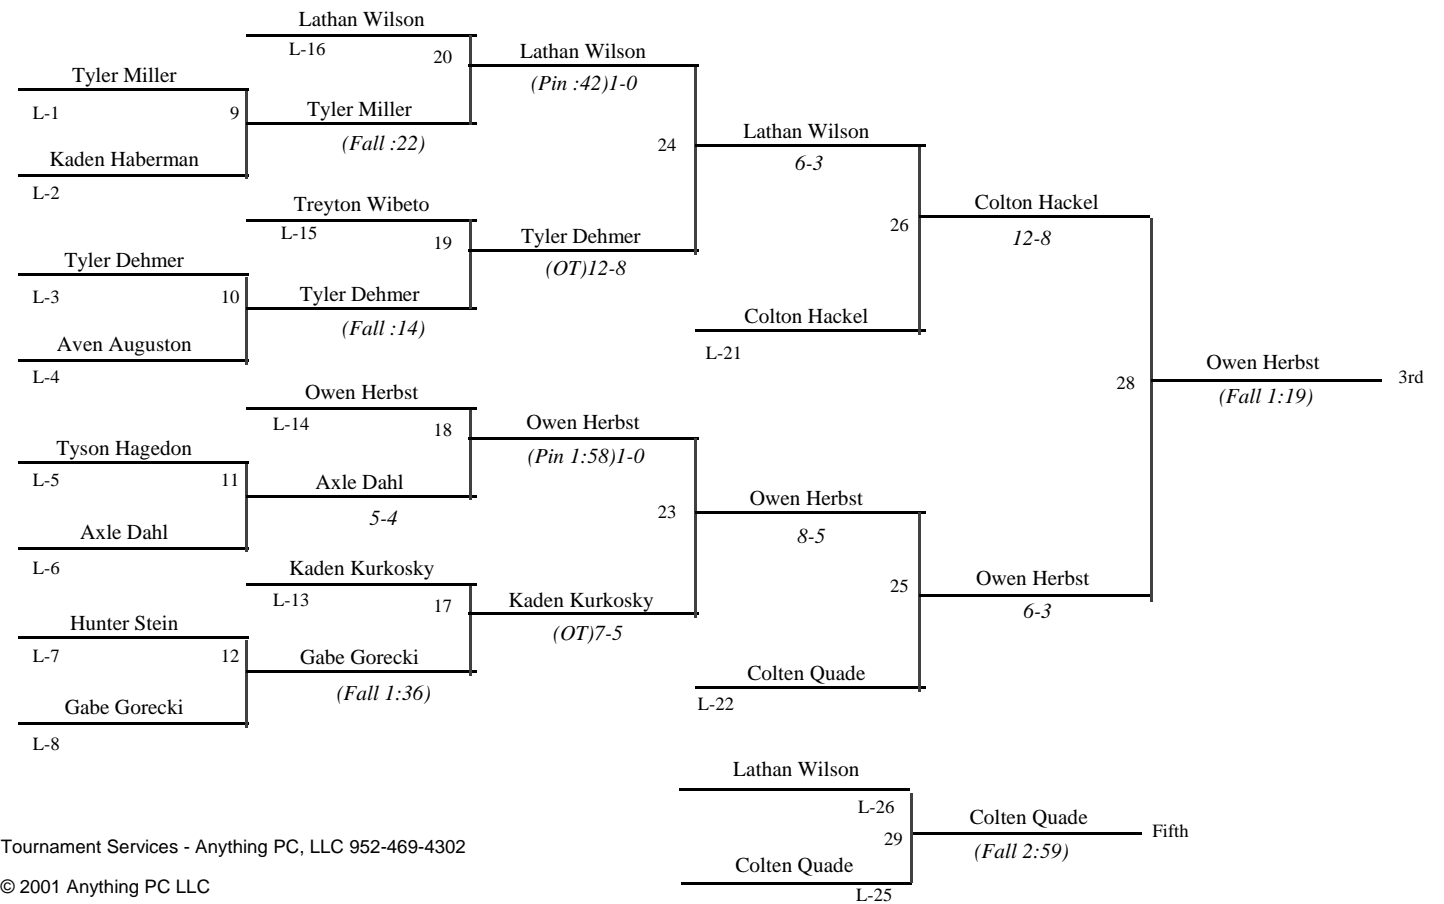 Lathan Wilson
L-16
20
Lathan Wilson
(Pin :42)1-0
Tyler Miller
L-1
9
Tyler Miller
(Fall :22)
Kaden Haberman
L-2
24
Lathan Wilson
6-3
Treyton Wibeto
L-15
19
Tyler Dehmer
(OT)12-8
Tyler Dehmer
L-3
10
Tyler Dehmer
(Fall :14)
Aven Auguston
L-4
26
Colton Hackel
12-8
Colton Hackel
L-21
Owen Herbst
L-14
18
Owen Herbst
(Pin 1:58)1-0
Tyson Hagedon
L-5
11
Axle Dahl
5-4
Axle Dahl
L-6
23
Owen Herbst
8-5
28
Owen Herbst
3rd
(Fall 1:19)
Kaden Kurkosky
L-13
17
Kaden Kurkosky
(OT)7-5
Hunter Stein
L-7
12
Gabe Gorecki
(Fall 1:36)
Gabe Gorecki
L-8
25
Owen Herbst
6-3
Colten Quade
L-22
Lathan Wilson
L-26
29
Colten Quade
Fifth
(Fall 2:59)
Colten Quade
L-25
Tournament Services - Anything PC, LLC 952-469-4302
© 2001 Anything PC LLC